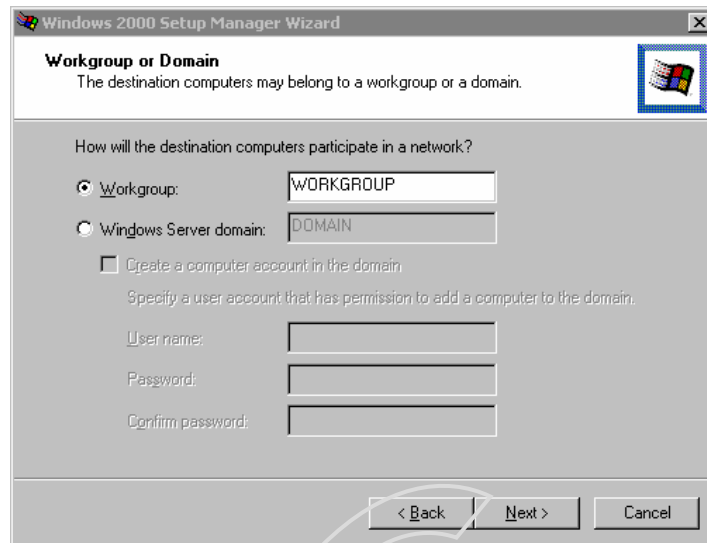 Windows 2000 Setup Manager Wizard
Workgroup or Domain
The destination computers may belong to a workgroup or a domain.
How will the destination computers participate in a network?
Workgroup: WORKGROUP
Windows Server domain: DOMAIN
Create a computer account in the domain
Specify a user account that has permission to add a computer to the domain.
User name:
Password:
Confirm password:
< Back Next > Cancel